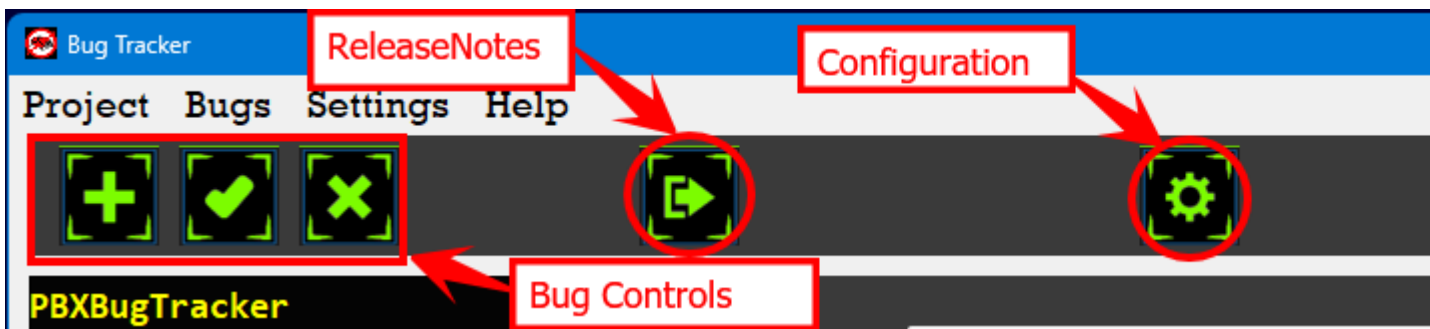 Bug Tracker
ReleaseNotes
Configuration
Project Bugs Settings Help
Bug Controls
PBXBugTracker